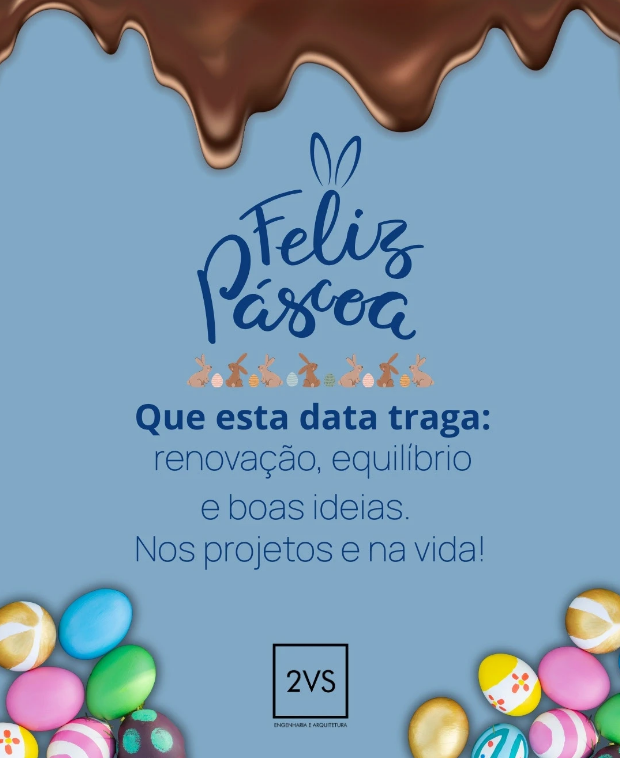 Feliz
Páscoa
Que esta data traga:
renovação, equilíbrio
e boas ideias.
Nos projetos e na vida!
2VS
ENGENHARIA E ARQUITETURA